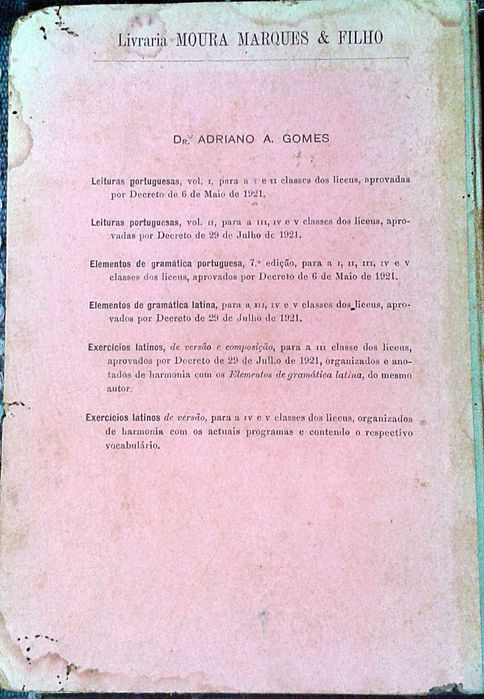 Livraria MOURA MARQUES & FILHO
DR. ADRIANO A. GOMES
Leituras portuguesas, vol. I, para a I e II classes dos liceus, aprovadas
por Decreto de 6 de Maio de 1921.
Leituras portuguesas, vol. II, para a III, IV e V classes dos liceus, apro-
vadas por Decreto de 29 de Julho de 1921.
Elementos de gramática portuguesa, 7.ª edição, para a I, II, III, IV e V
classes dos liceus, aprovados por Decreto de 6 de Maio de 1921.
Elementos de gramática latina, para a III, IV e V classes dos liceus, apro-
vados por Decreto de 29 de Julho de 1921.
Exercícios latinos, de versão e composição, para a III classe dos liceus,
aprovados por Decreto de 29 de Julho de 1921, organizados e ano-
tados de harmonia com os Elementos de gramática latina, do mesmo
autor.
Exercícios latinos de versão, para a IV e V classes dos liceus, organizados
de harmonia com os actuais programas e contendo o respectivo
vocabulário.